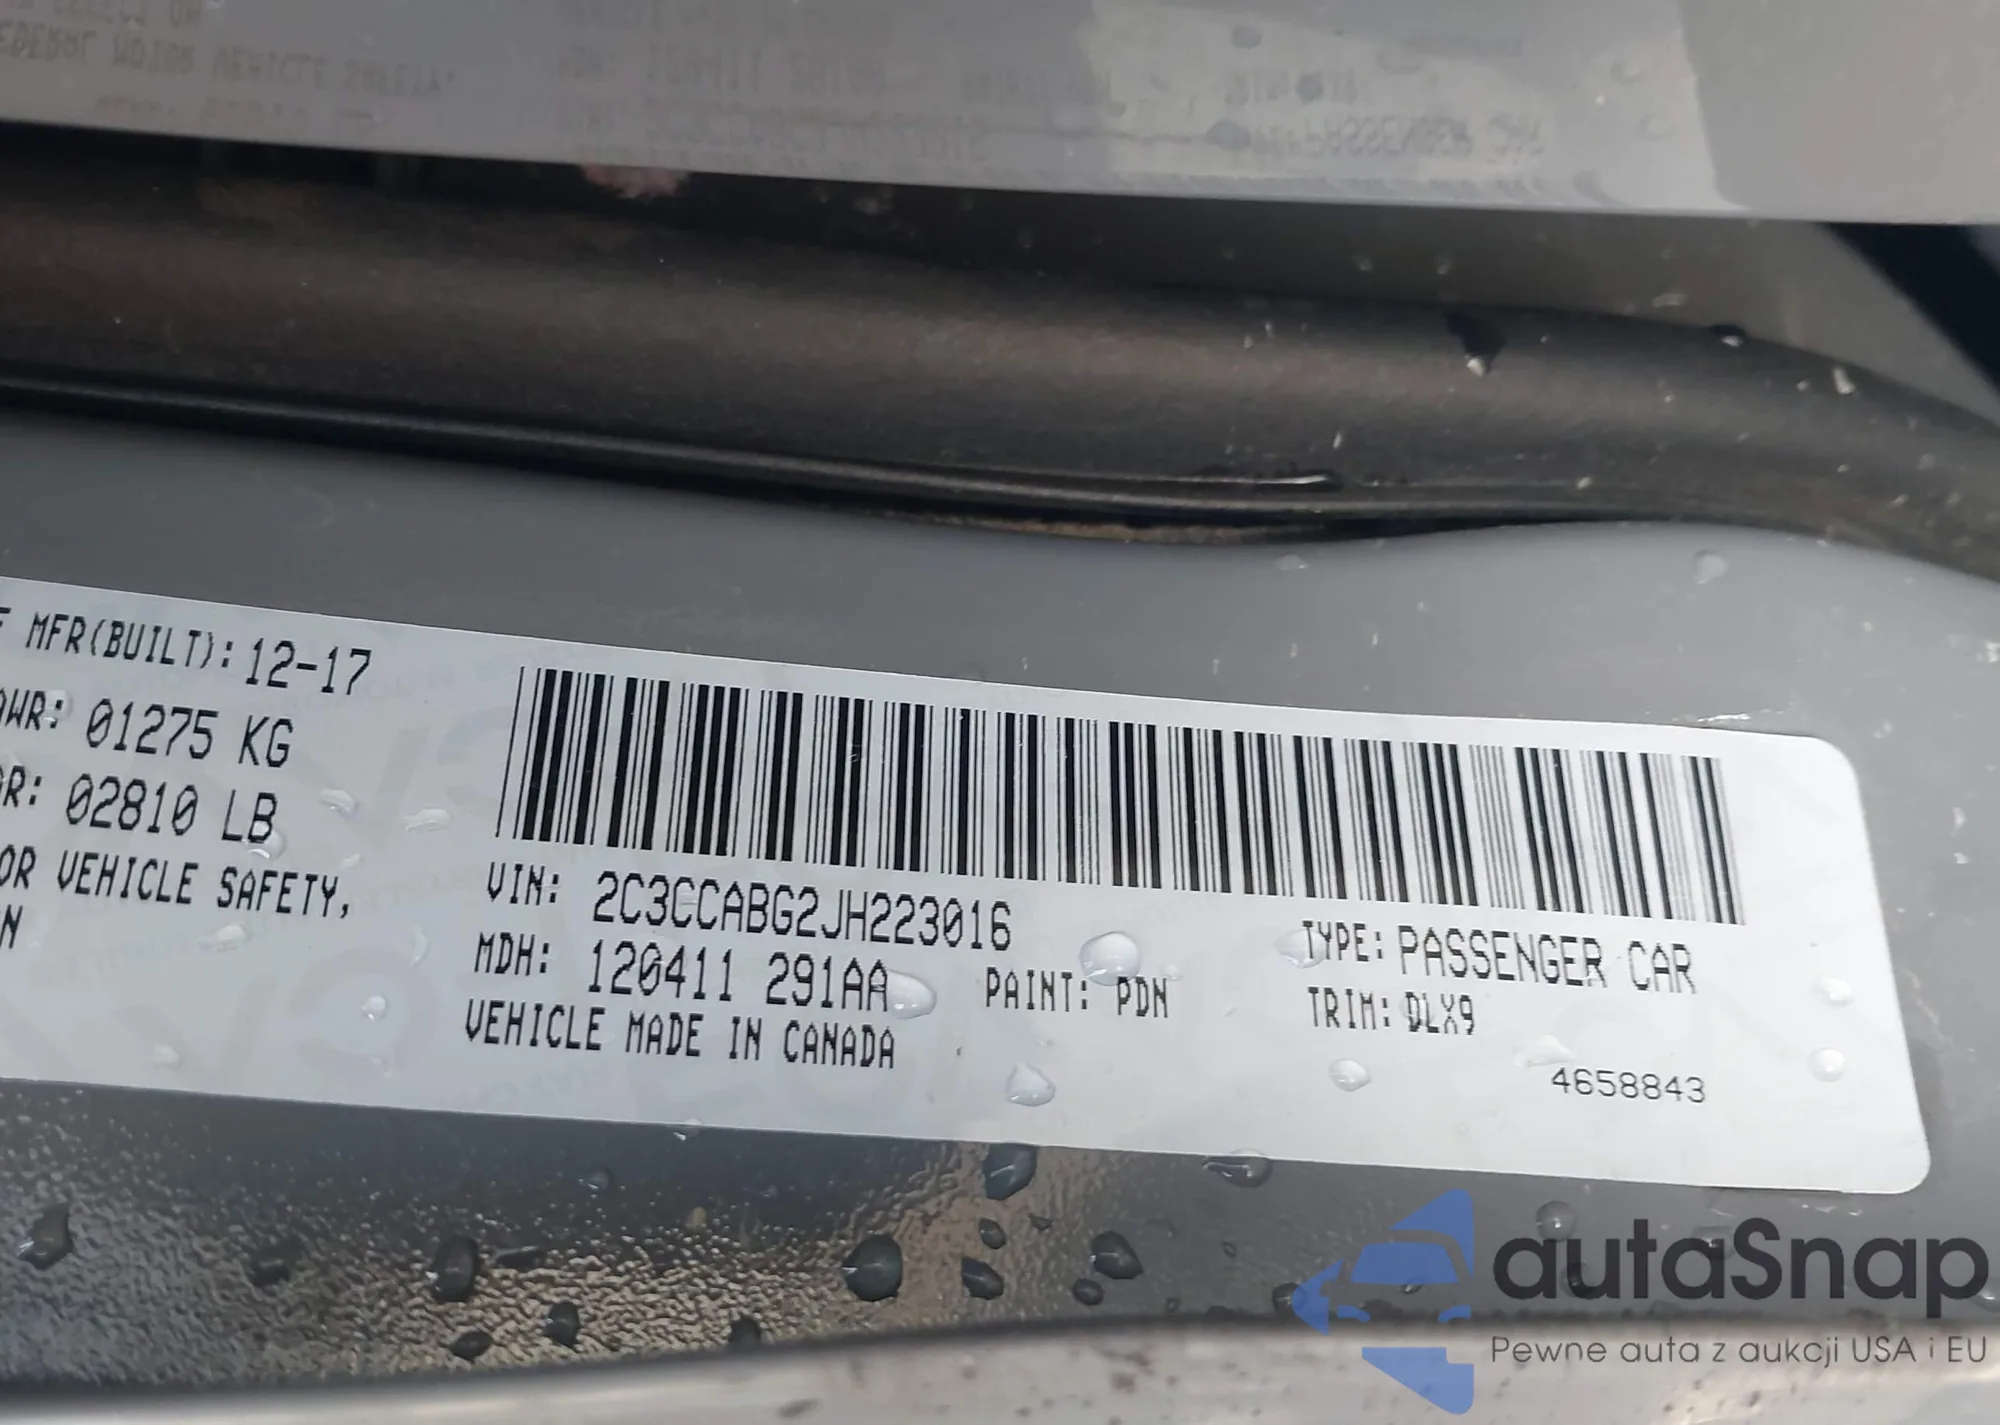 MFR(BUILT): 12-17
AWR: 01275 KG
02810 LB
OR VEHICLE SAFETY,
N
VIN: 2C3CCABG2JH223016
MDH: 120411 291AA
PAINT: PDN
VEHICLE MADE IN CANADA
TYPE: PASSENGER CAR
TRIM: DLX9
4658843
autaSnap
Pewne auta z aukcji USA i EU